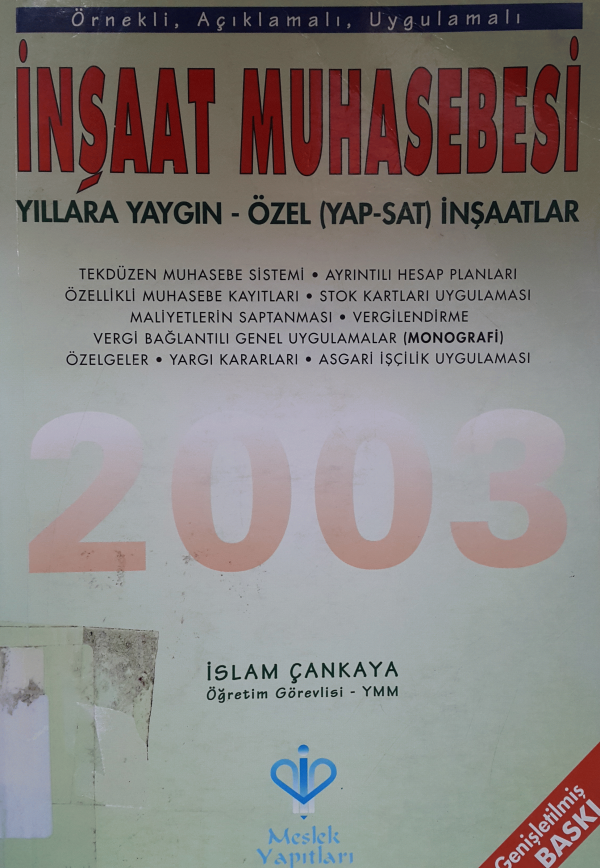 Örnekli, Açıklamalı, Uygulamalı
İNŞAAT MUHASEBESİ
YILLARA YAYGIN - ÖZEL (YAP-SAT) İNŞAATLAR
TEKDÜZEN MUHASEBE SİSTEMİ • AYRINTILI HESAP PLANLARI
ÖZELLİKLİ MUHASEBE KAYITLARI • STOK KARTLARI UYGULAMASI
MALİYETLERİN SAPTANMASI • VERGİLENDİRME
VERGİ BAĞLANTILI GENEL UYGULAMALAR (MONOGRAFİ)
ÖZELGELER • YARGI KARARLARI • ASGARİ İŞÇİLİK UYGULAMASI
2003
İSLAM ÇANKAYA
Öğretim Görevlisi - YMM
Meslek
Yapıtları
Genişletilmiş
BASKI